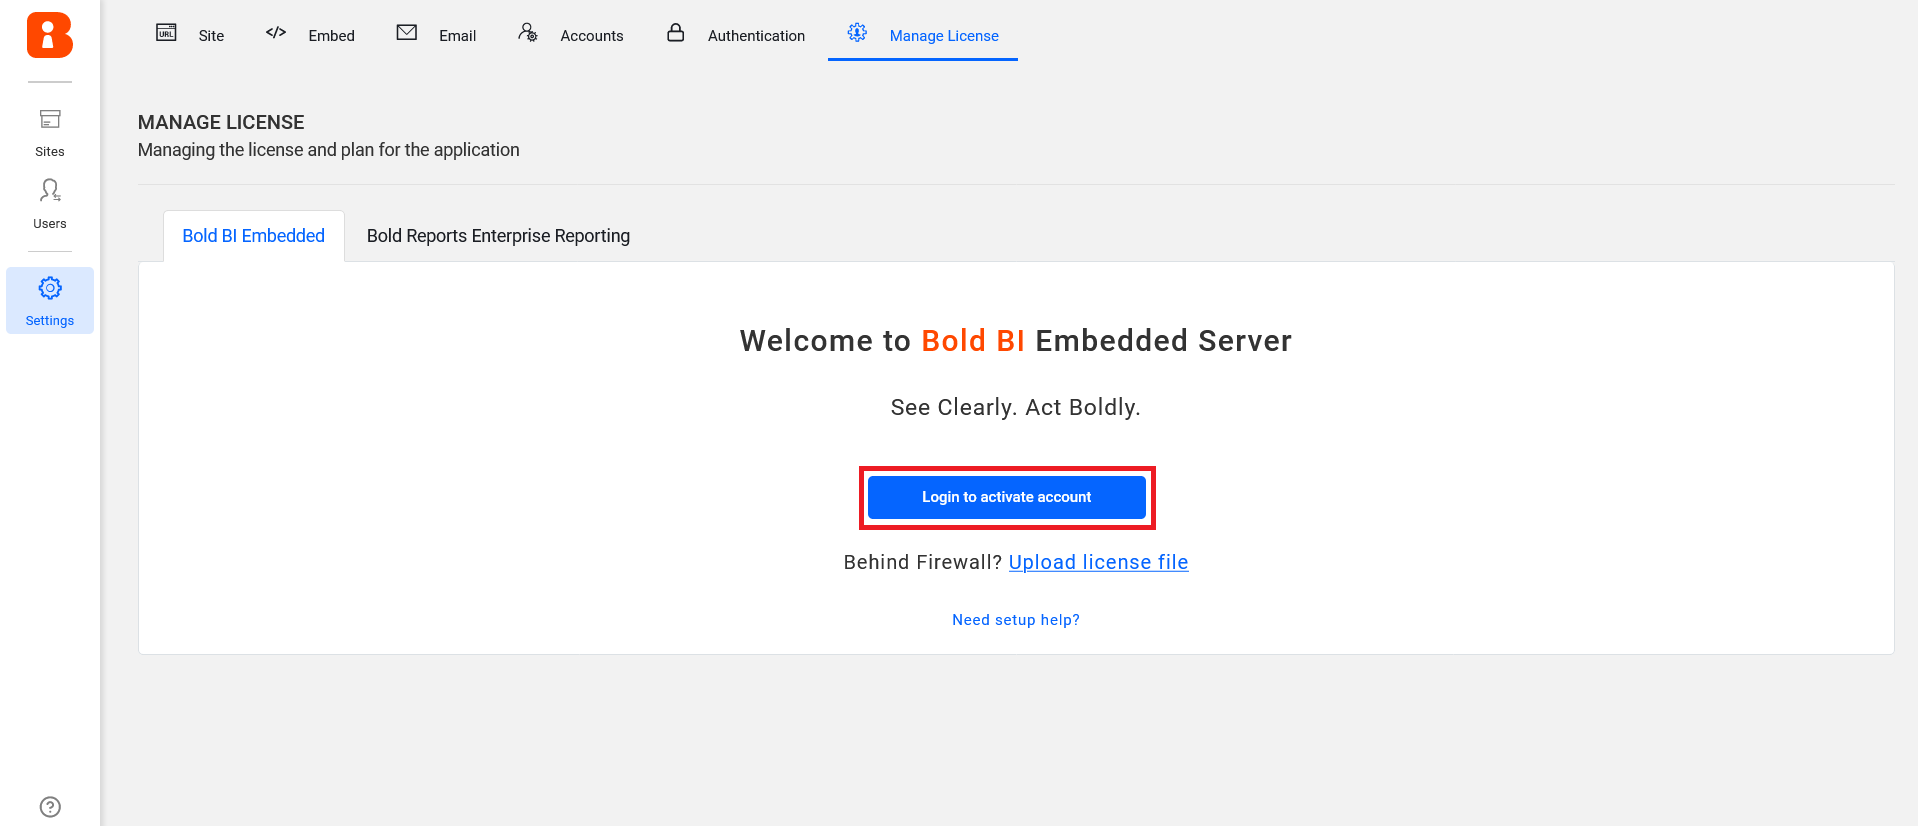 URL Site </> Embed Email Accounts Authentication Manage License
Sites
Users
Settings
MANAGE LICENSE
Managing the license and plan for the application
Bold BI Embedded Bold Reports Enterprise Reporting
Welcome to Bold BI Embedded Server
See Clearly. Act Boldly.
Login to activate account
Behind Firewall? Upload license file
Need setup help?
?